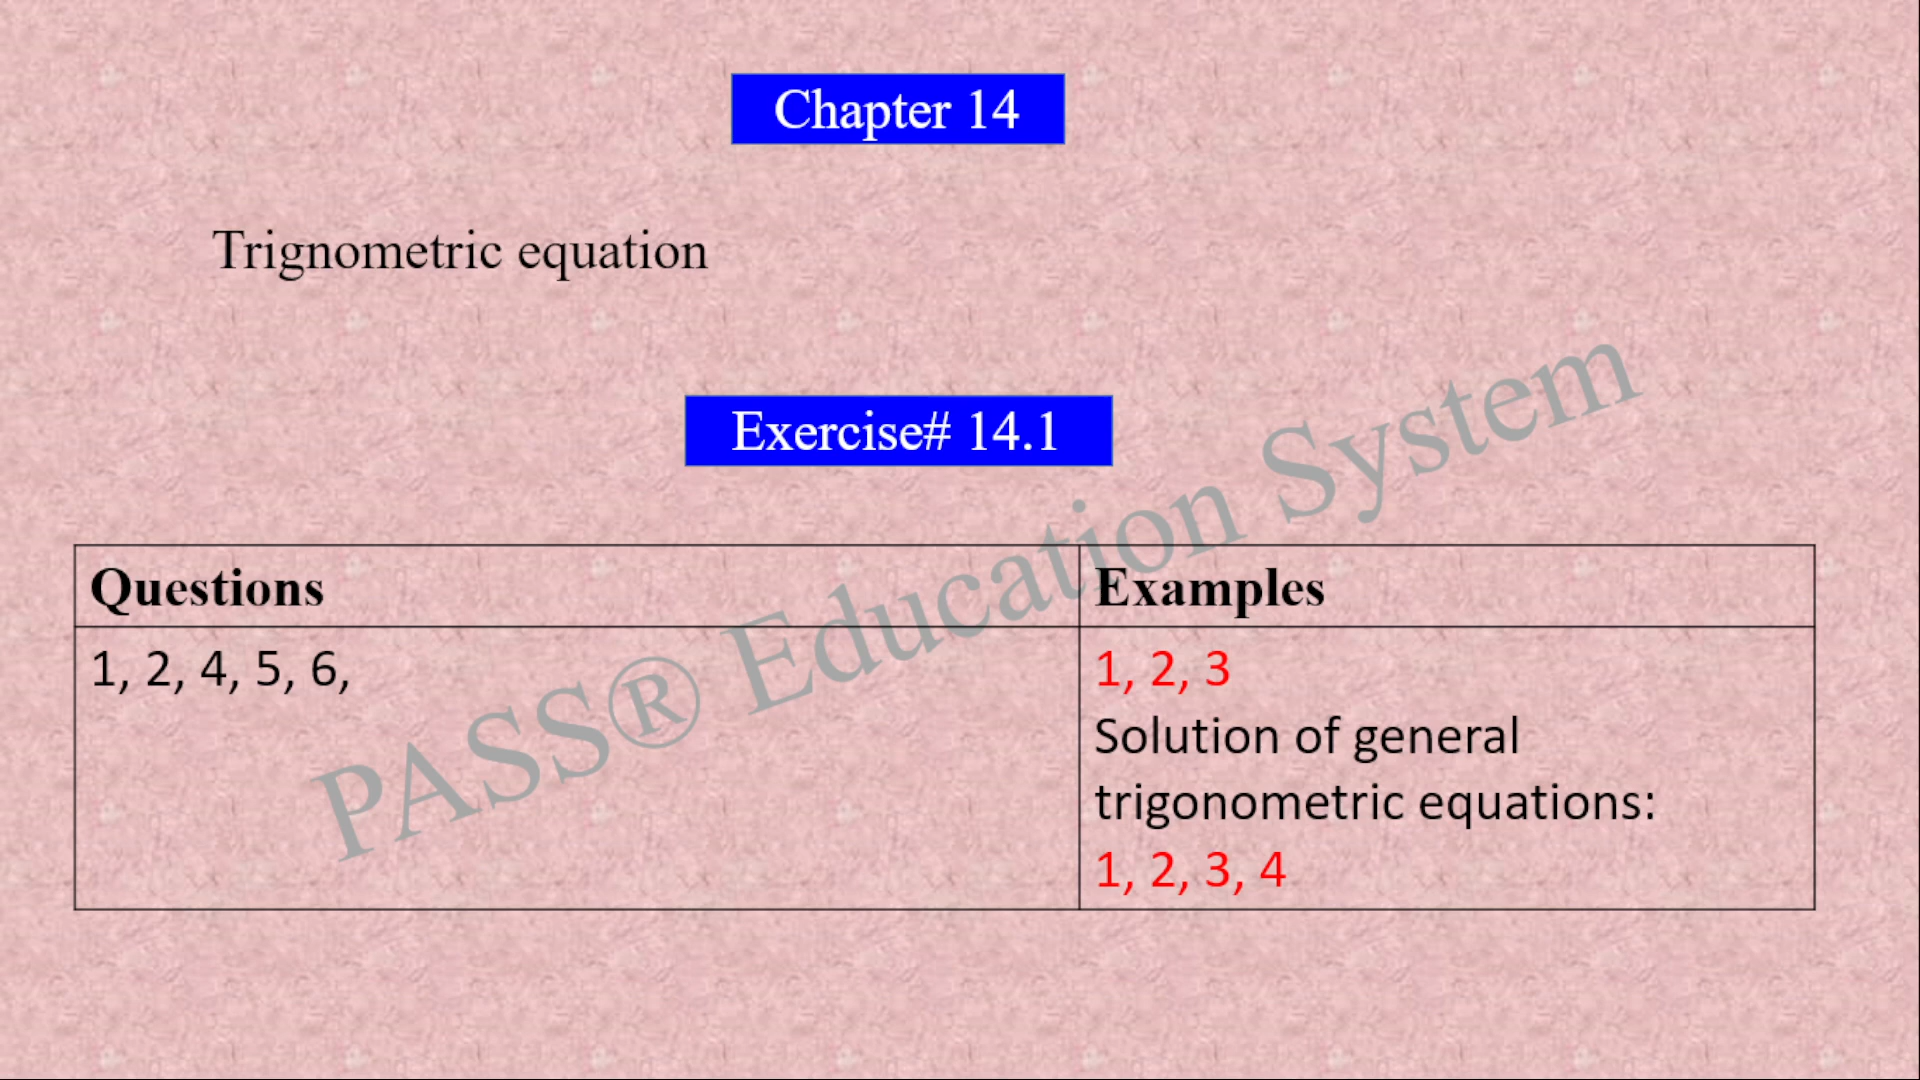 Chapter 14
Trignometric equation
Exercise# 14.1
Questions
Examples
1, 2, 4, 5, 6,
1, 2, 3
Solution of general
trigonometric equations:
1, 2, 3, 4
PASS® Education System